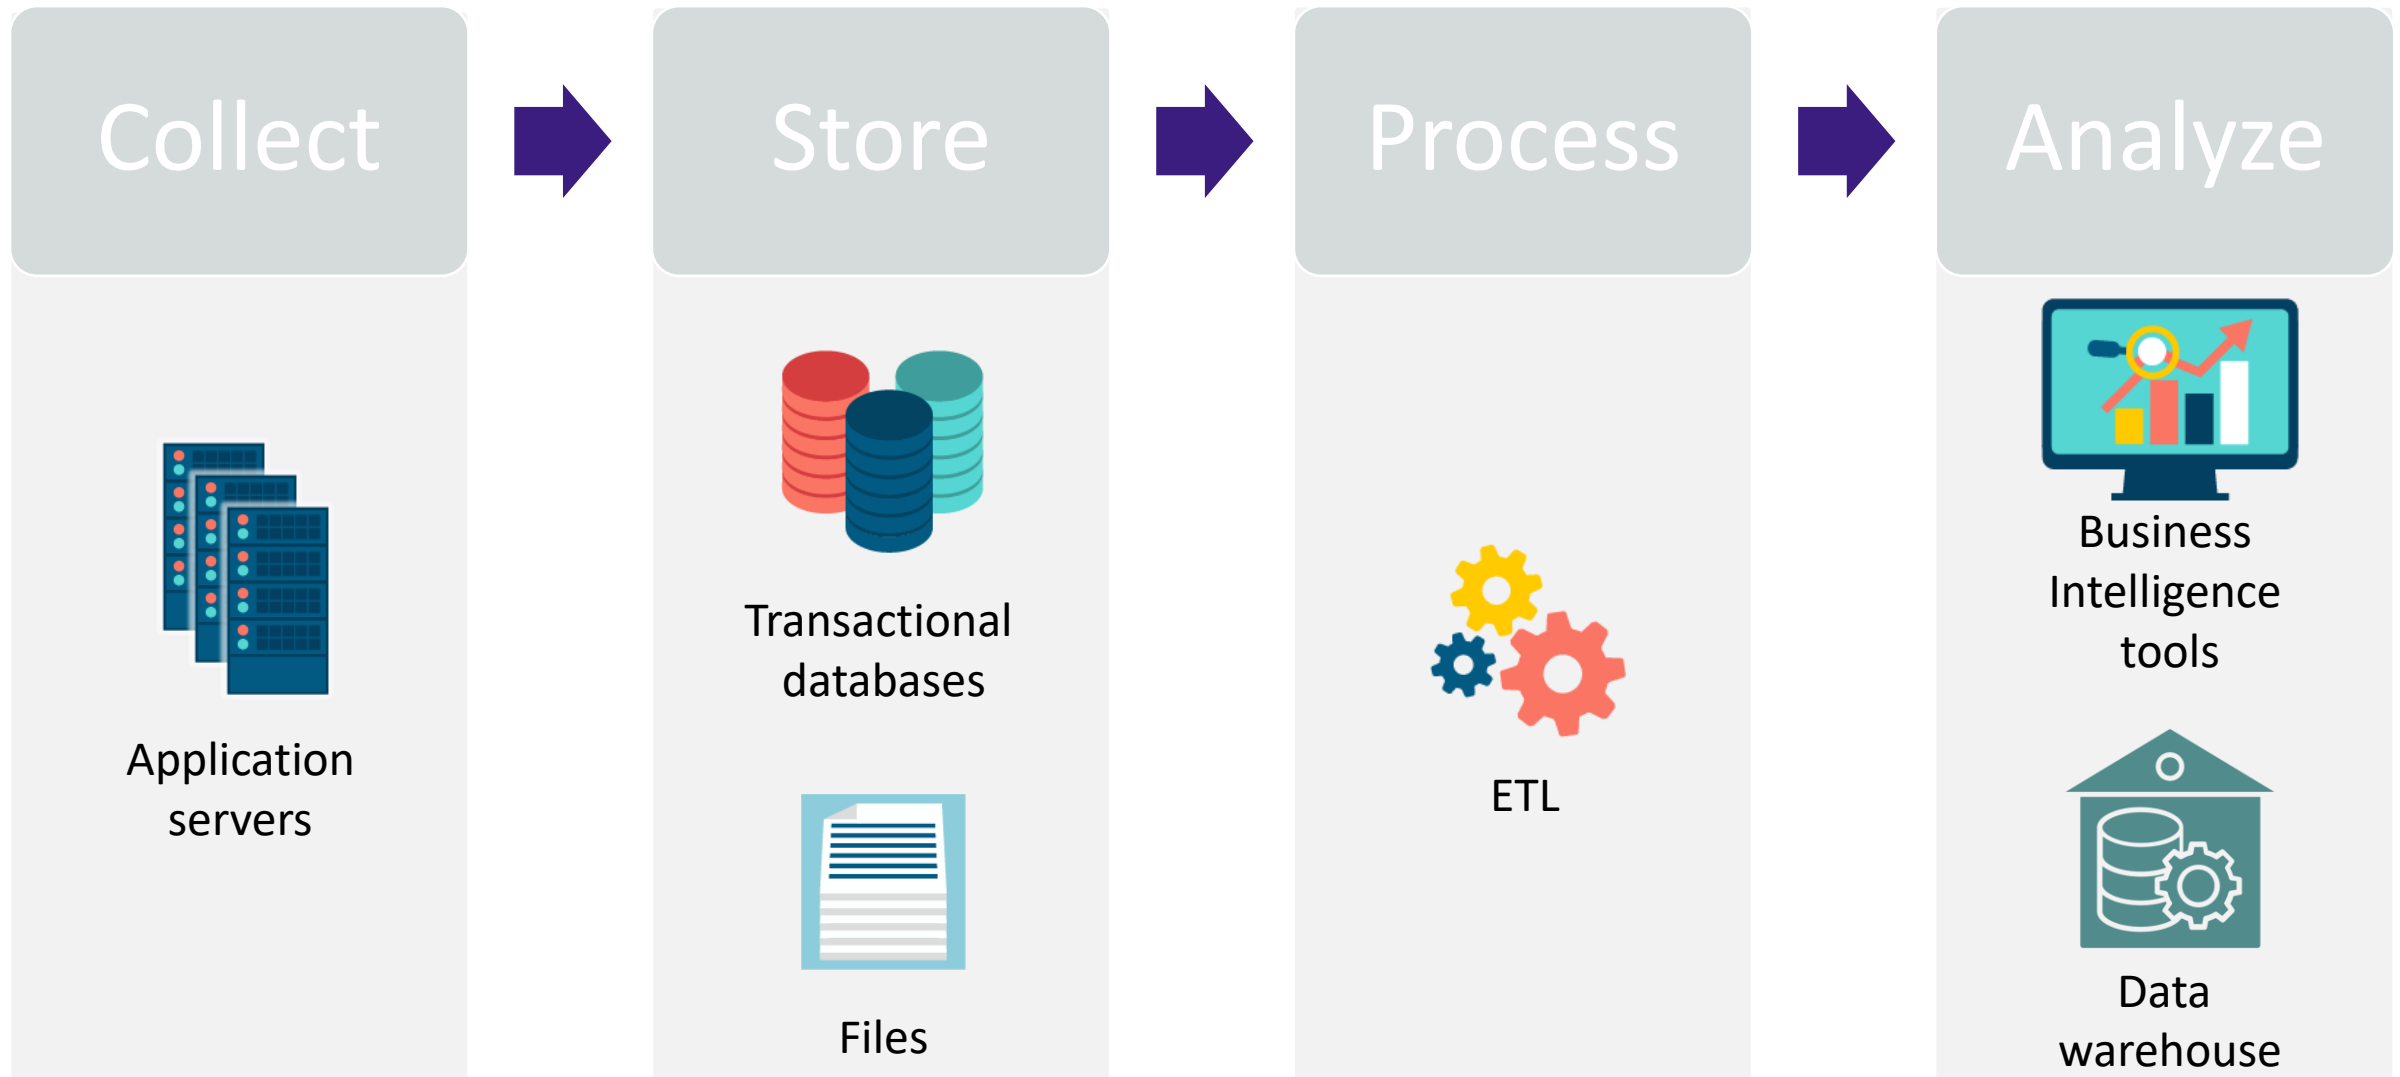 Collect
Store
Process
Analyze
Application
servers
Transactional
databases
Files
ETL
Business
Intelligence
tools
Data
warehouse